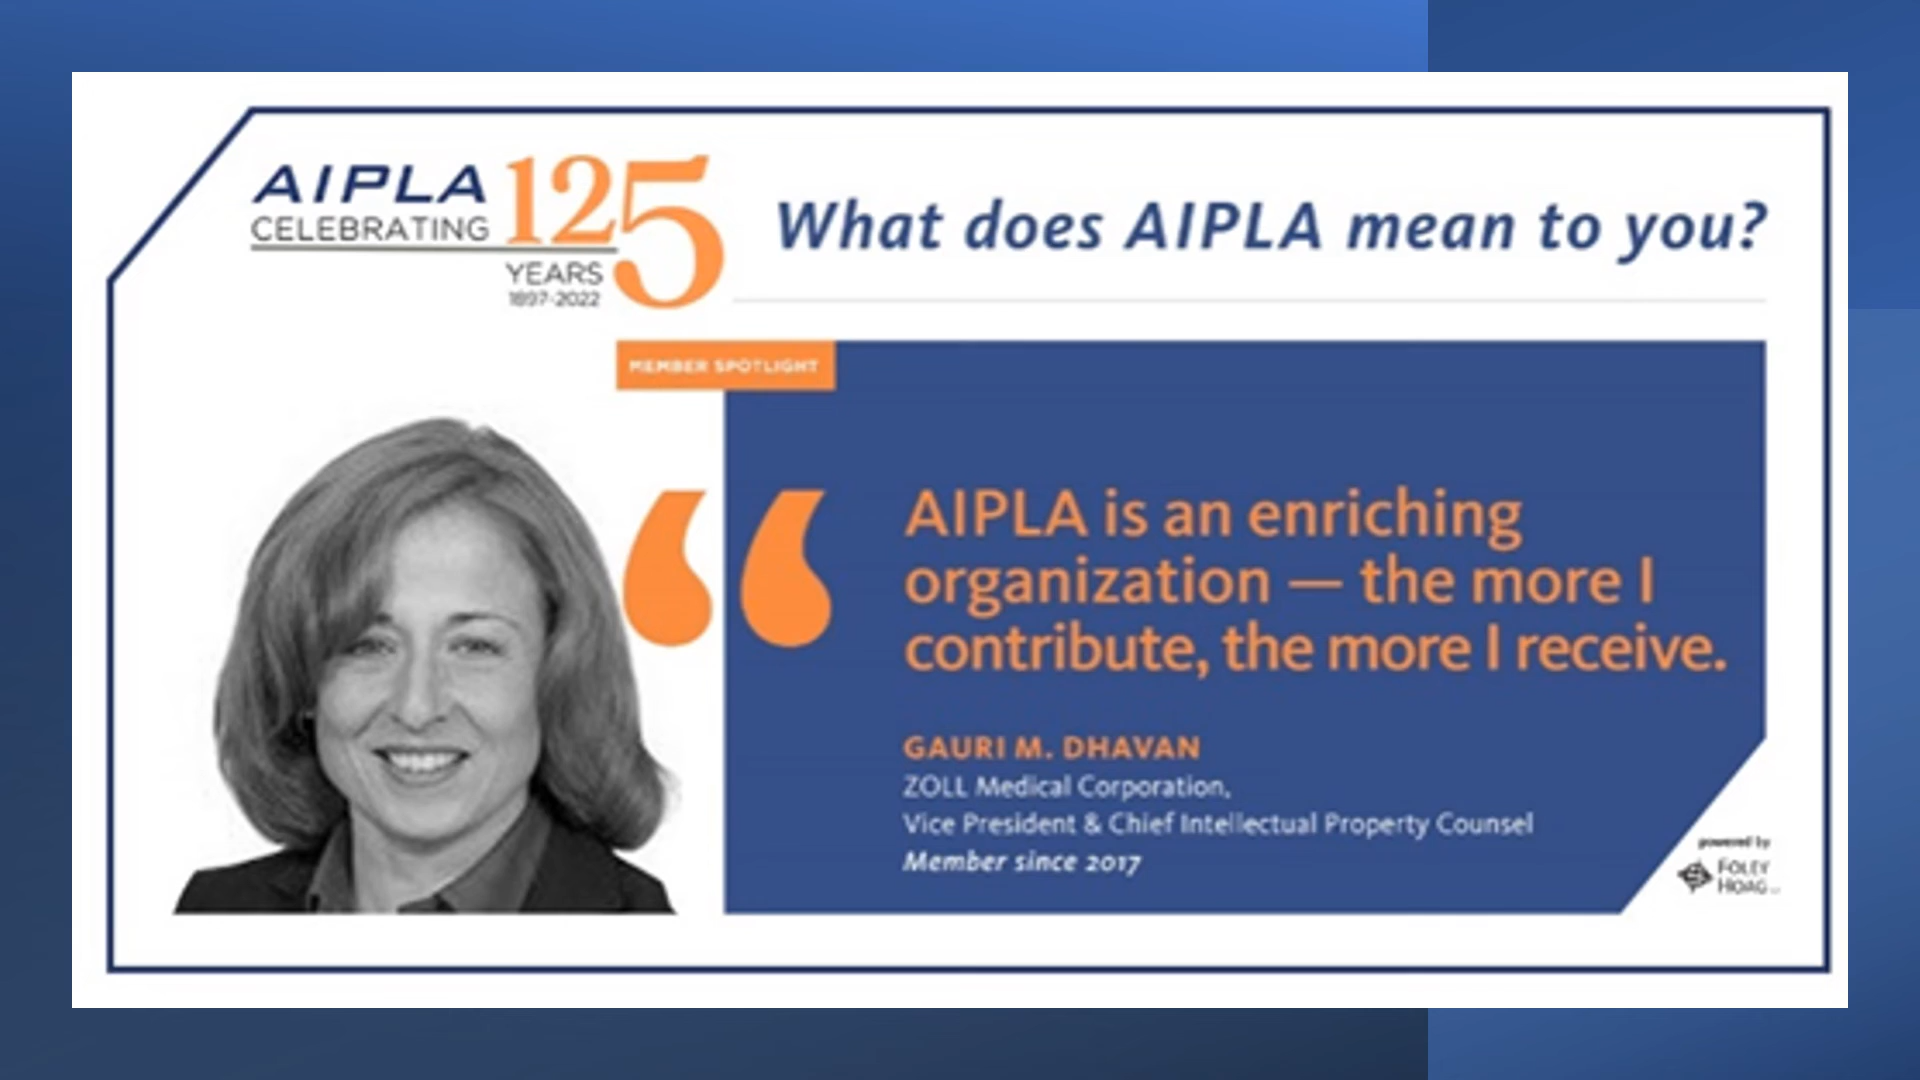 AIPLA
CELEBRATING
125
YEARS
1897-2022
What does AIPLA mean to you?
MEMBER SPOTLIGHT
“
AIPLA is an enriching
organization — the more I
contribute, the more I receive.
GAURI M. DHAVAN
ZOLL Medical Corporation,
Vice President & Chief Intellectual Property Counsel
Member since 2017
powered by
FOLEY
HOAG